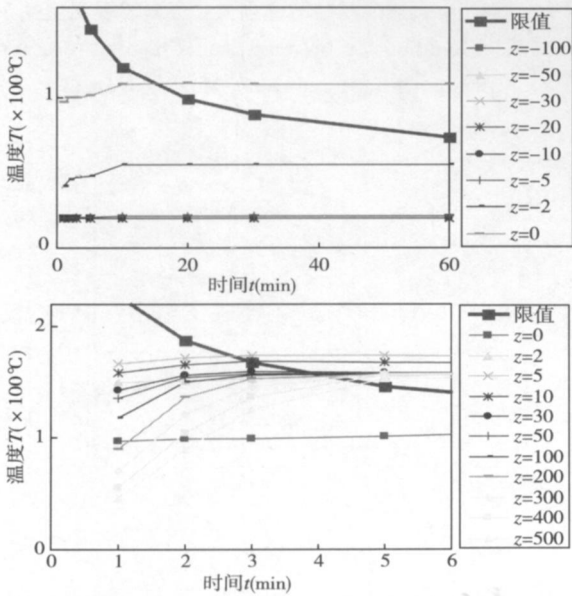 温度T(×100℃)
1
0
0
20
40
60
时间t(min)
限值
z=-100
z=-50
z=-30
z=-20
z=-10
z=-5
z=-2
z=0
温度T(×100℃)
2
1
0
0
1
2
3
4
5
6
时间t(min)
限值
z=0
z=2
z=5
z=10
z=30
z=50
z=100
z=200
z=300
z=400
z=500